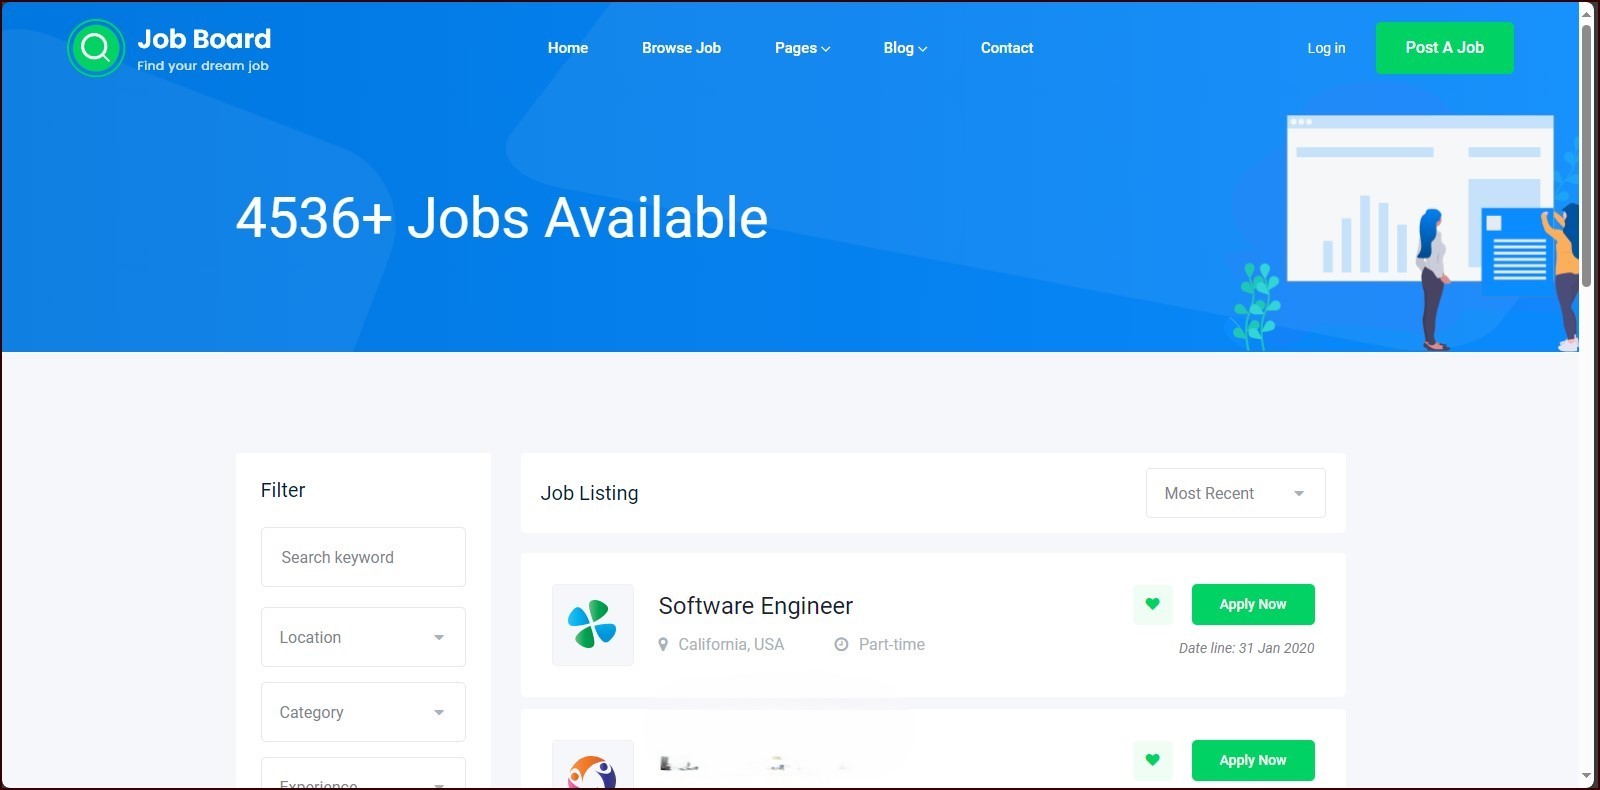 Job Board
Find your dream job
Home
Browse Job
Pages
Blog
Contact
Log in
Post A Job
4536+ Jobs Available
Filter
Search keyword
Location
Category
Experience
Job Listing
Most Recent
Software Engineer
California, USA
Part-time
Apply Now
Date line: 31 Jan 2020
Apply Now